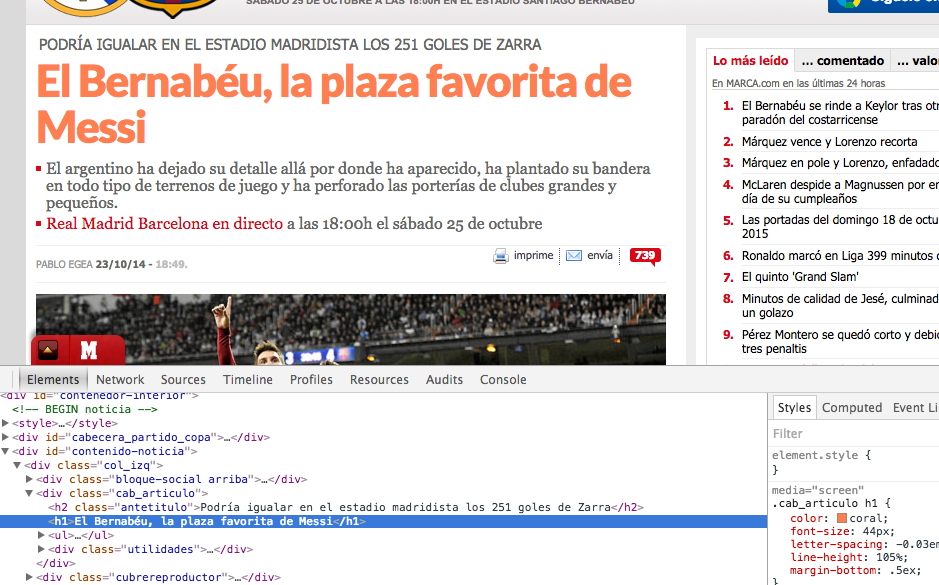 SÁBADO 25 DE OCTUBRE A LAS 18:00H EN EL ESTADIO SANTIAGO BERNABÉU
PODRÍA IGUALAR EN EL ESTADIO MADRIDISTA LOS 251 GOLES DE ZARRA
El Bernabéu, la plaza favorita de
Messi
El argentino ha dejado su detalle allá por donde ha aparecido, ha plantado su bandera
en todo tipo de terrenos de juego y ha perforado las porterías de clubes grandes y
pequeños.
Real Madrid Barcelona en directo a las 18:00h el sábado 25 de octubre
imprime envía 739
PABLO EGEA 23/10/14 - 18:49.
M
Lo más leído ... comentado ... valo
En MARCA.com en las últimas 24 horas
1. El Bernabéu se rinde a Keylor tras otr
paradón del costarricense
2. Márquez vence y Lorenzo recorta
3. Márquez en pole y Lorenzo, enfadado
4. McLaren despide a Magnussen por em
día de su cumpleaños
5. Las portadas del domingo 18 de octu
2015
6. Ronaldo marcó en Liga 399 minutos d
7. El quinto 'Grand Slam'
8. Minutos de calidad de Jesé, culminad
un golazo
9. Pérez Montero se quedó corto y debió
tres penaltis
Elements Network Sources Timeline Profiles Resources Audits Console
<div id="contenedor-interior">
<!-- BEGIN noticia -->
<style>…</style>
<div id="cabecera_partido_copa">…</div>
<div id="contenido-noticia">
<div class="col_izq">
<div class="bloque-social arriba">…</div>
<div class="cab_articulo">
<h2 class="antetitulo">Podría igualar en el estadio madridista los 251 goles de Zarra</h2>
<h1>El Bernabéu, la plaza favorita de Messi</h1>
<ul>…</ul>
<div class="utilidades">…</div>
</div>
<div class="cubrereproductor">…</div>
Styles Computed Event Li
Filter
element.style {
}
media="screen"
.cab_articulo h1 {
color: coral;
font-size: 44px;
letter-spacing: -0.03em
line-height: 105%;
margin-bottom: .5ex;
}